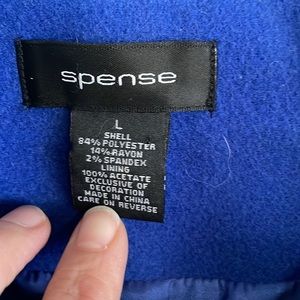 spense
L
SHELL
84% POLYESTER
14% RAYON
2% SPANDEX
LINING
100% ACETATE
EXCLUSIVE OF
DECORATION
MADE IN CHINA
CARE ON REVERSE